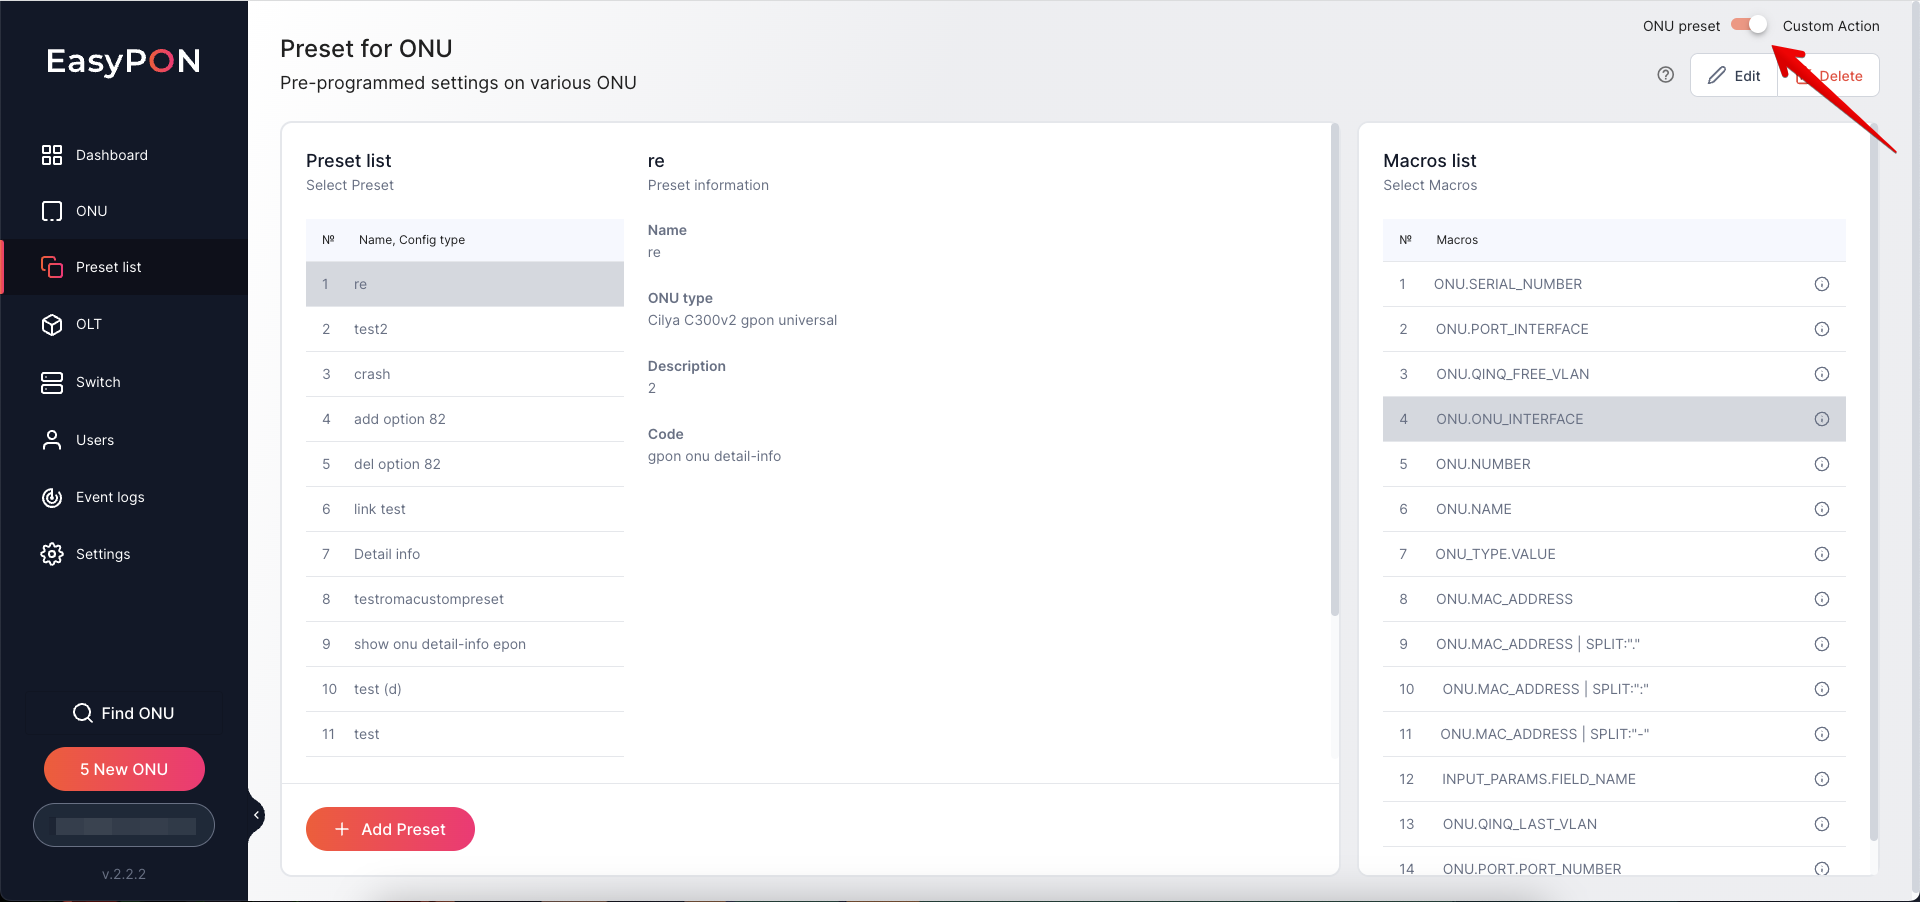 EasyPON
Dashboard
ONU
Preset list
OLT
Switch
Users
Event logs
Settings
Find ONU
5 New ONU
v.2.2.2
Preset for ONU
Pre-programmed settings on various ONU
ONU preset
Custom Action
Edit
Delete
Preset list
Select Preset
№ Name, Config type
1 re
2 test2
3 crash
4 add option 82
5 del option 82
6 link test
7 Detail info
8 testromacustompreset
9 show onu detail-info epon
10 test (d)
11 test
+ Add Preset
re
Preset information
Name
re
ONU type
Cilya C300v2 gpon universal
Description
2
Code
gpon onu detail-info
Macros list
Select Macros
№ Macros
1 ONU.SERIAL_NUMBER
2 ONU.PORT_INTERFACE
3 ONU.QINQ_FREE_VLAN
4 ONU.ONU_INTERFACE
5 ONU.NUMBER
6 ONU.NAME
7 ONU_TYPE.VALUE
8 ONU.MAC_ADDRESS
9 ONU.MAC_ADDRESS | SPLIT:"."
10 ONU.MAC_ADDRESS | SPLIT:":"
11 ONU.MAC_ADDRESS | SPLIT:"-"
12 INPUT_PARAMS.FIELD_NAME
13 ONU.QINQ_LAST_VLAN
14 ONU.PORT.PORT_NUMBER